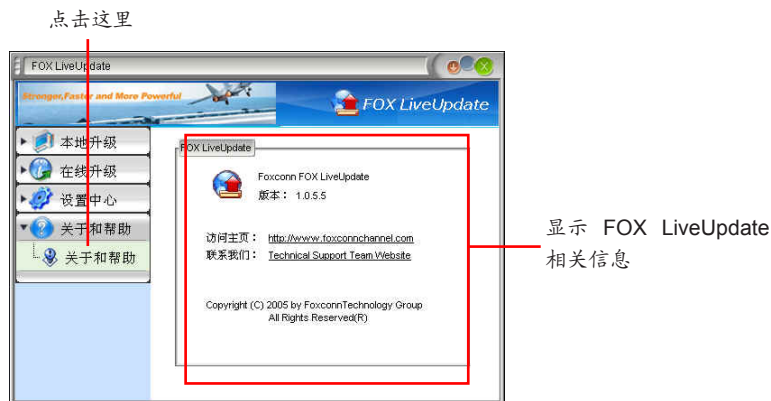 点击这里
FOX LiveUpdate
Stronger,Faster and More Powerful
FOX LiveUpdate
本地升级
在线升级
设置中心
关于和帮助
关于和帮助
FOX LiveUpdate
Foxconn FOX LiveUpdate
版本： 1.0.5.5
访问主页： http://www.foxconnchannel.com
联系我们： Technical Support Team Website
Copyright (C) 2005 by FoxconnTechnology Group
All Rights Reserved(R)
显示 FOX LiveUpdate
相关信息